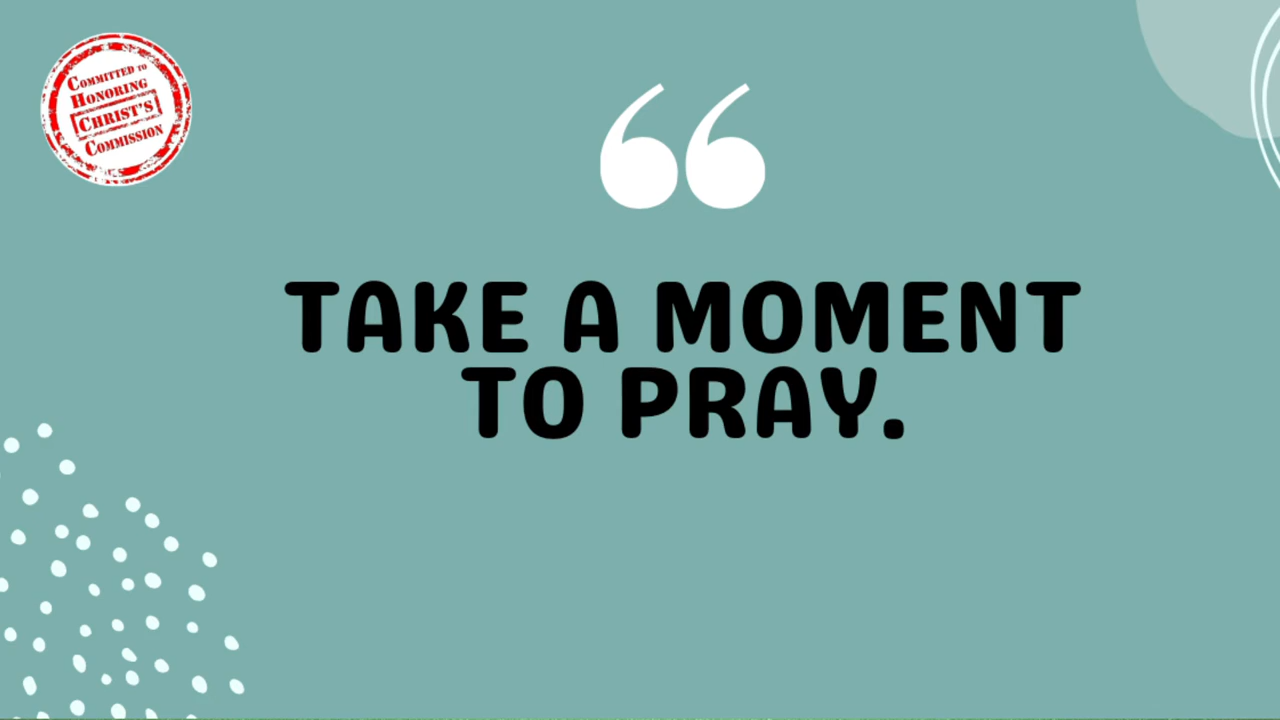 COMMITTED TO
HONORING
CHRIST'S
COMMISSION
“
TAKE A MOMENT
TO PRAY.